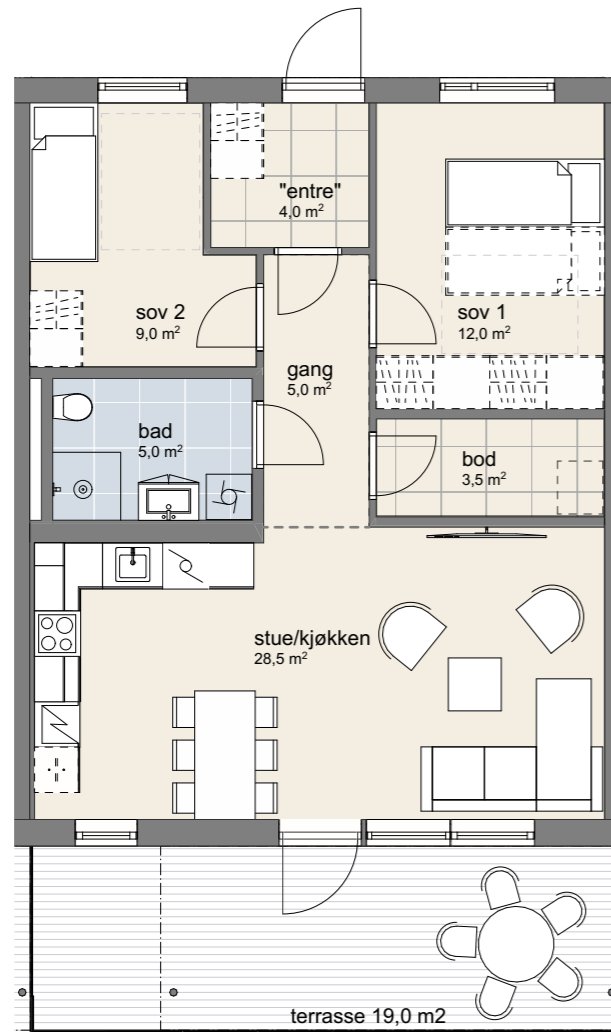 "entre"
4,0 m²
sov 2
9,0 m²
sov 1
12,0 m²
gang
5,0 m²
bad
5,0 m²
bod
3,5 m²
stue/kjøkken
28,5 m²
terrasse 19,0 m2